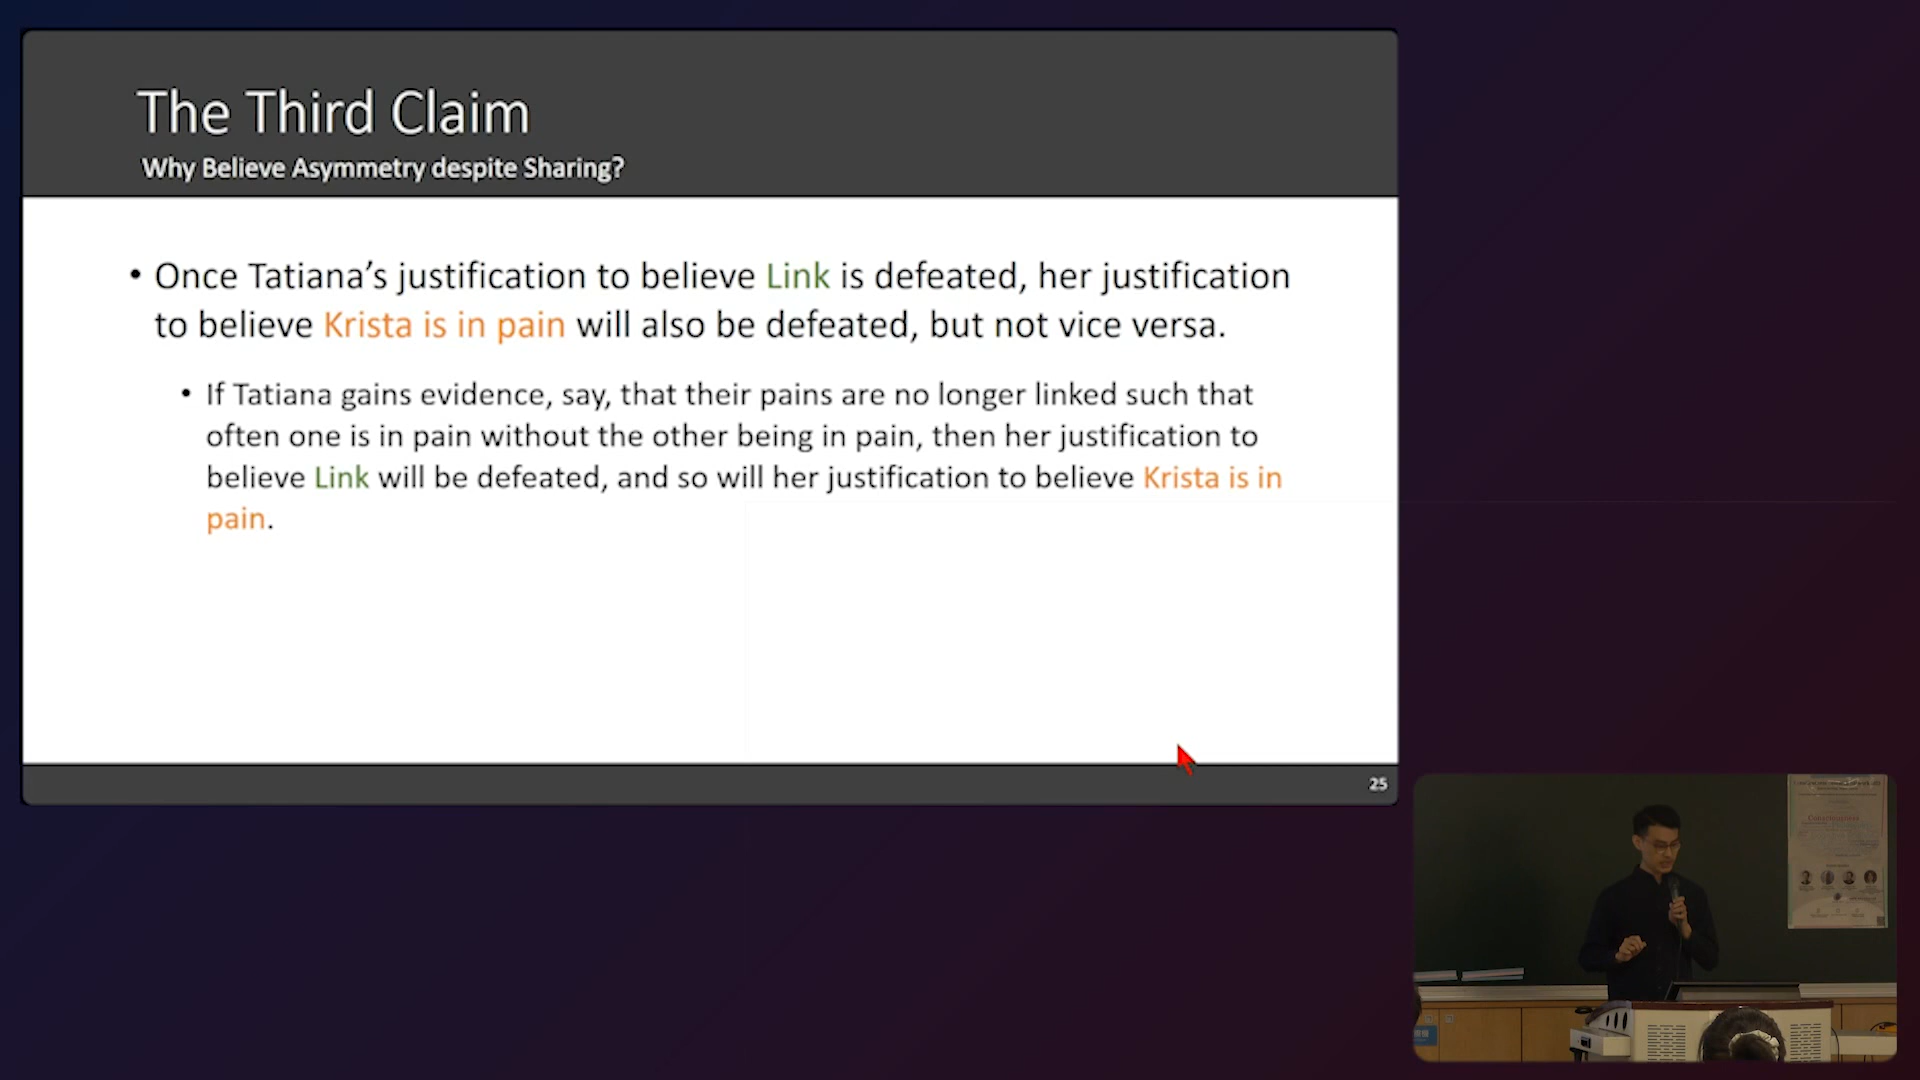 The Third Claim
Why Believe Asymmetry despite Sharing?
• Once Tatiana’s justification to believe Link is defeated, her justification
to believe Krista is in pain will also be defeated, but not vice versa.
• If Tatiana gains evidence, say, that their pains are no longer linked such that
often one is in pain without the other being in pain, then her justification to
believe Link will be defeated, and so will her justification to believe Krista is in
pain.
25